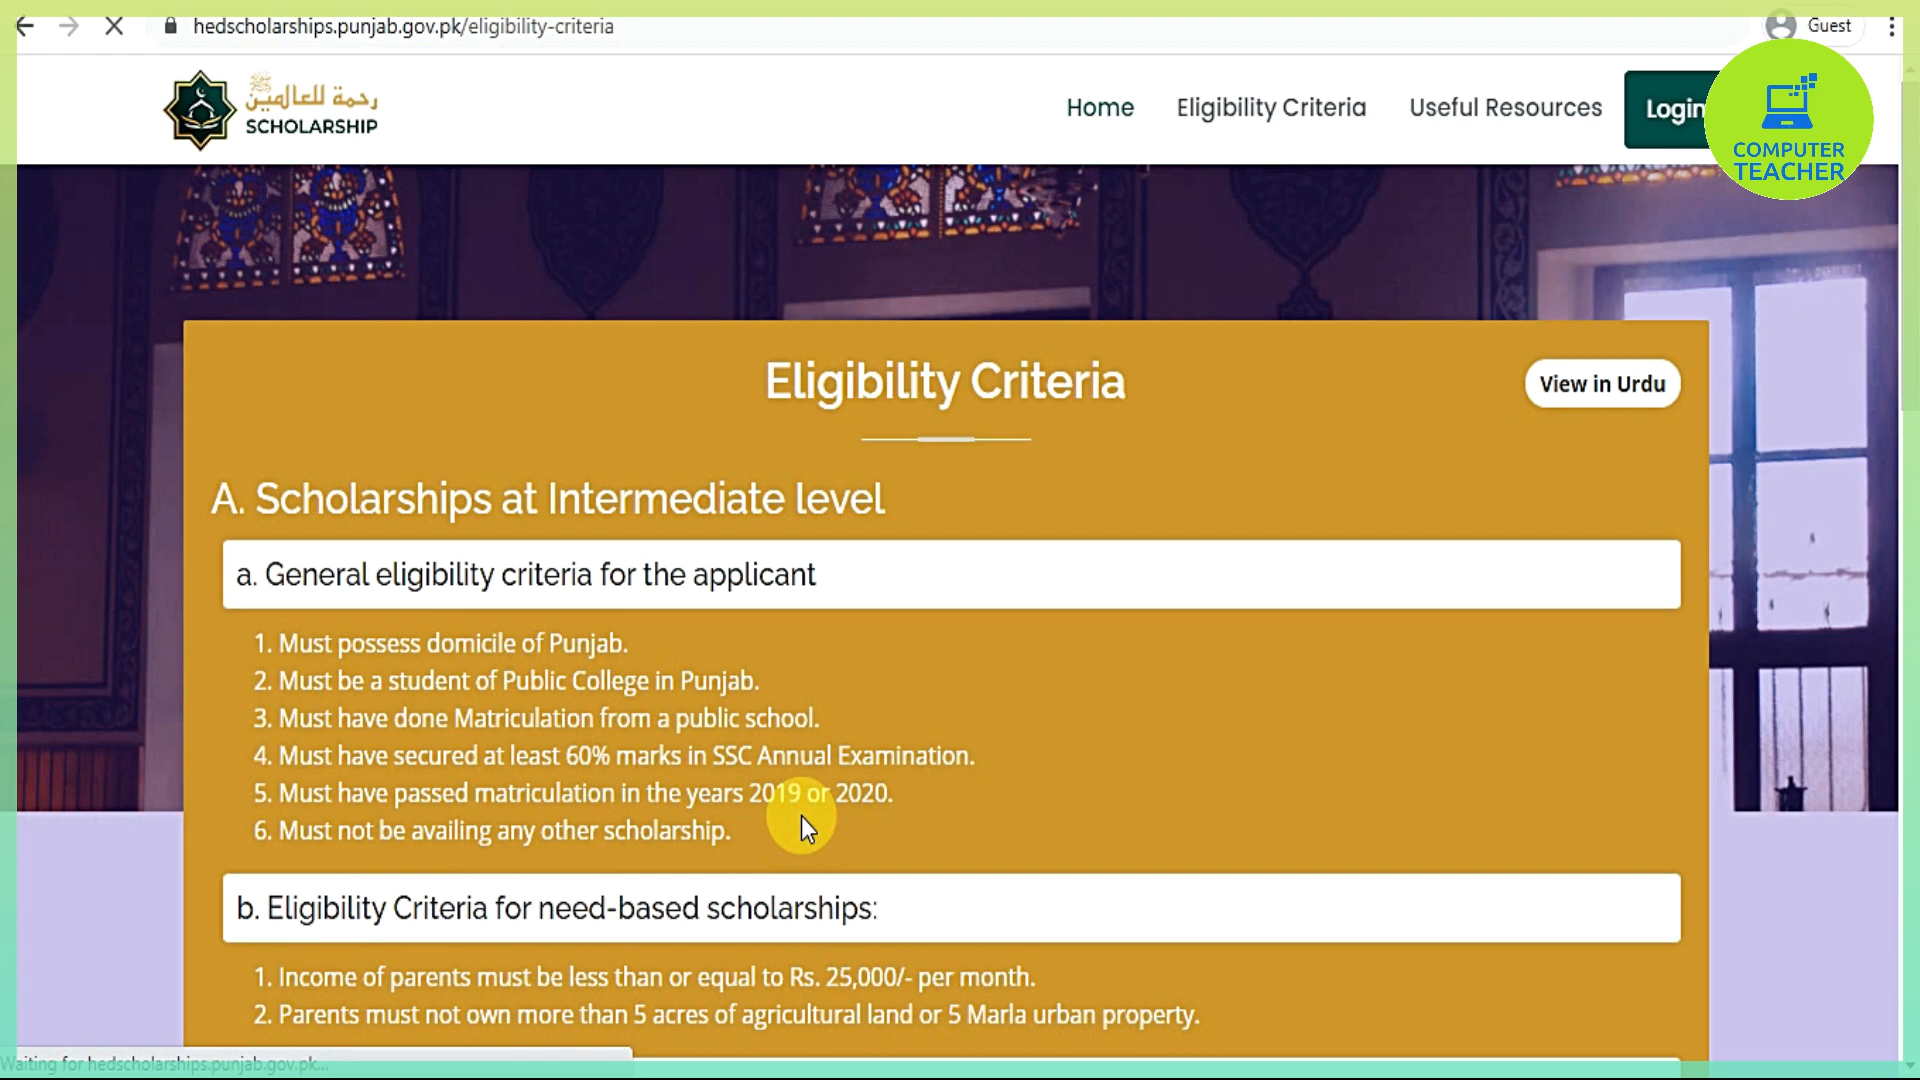 hedscholarships.punjab.gov.pk/eligibility-criteria
Guest
رحمة للعالمين
SCHOLARSHIP
Home
Eligibility Criteria
Useful Resources
Login
COMPUTER
TEACHER
Eligibility Criteria
View in Urdu
A. Scholarships at Intermediate level
a. General eligibility criteria for the applicant
1. Must possess domicile of Punjab.
2. Must be a student of Public College in Punjab.
3. Must have done Matriculation from a public school.
4. Must have secured at least 60% marks in SSC Annual Examination.
5. Must have passed matriculation in the years 2019 or 2020.
6. Must not be availing any other scholarship.
b. Eligibility Criteria for need-based scholarships:
1. Income of parents must be less than or equal to Rs. 25,000/- per month.
2. Parents must not own more than 5 acres of agricultural land or 5 Marla urban property.
Waiting for hedscholarships.punjab.gov.pk...